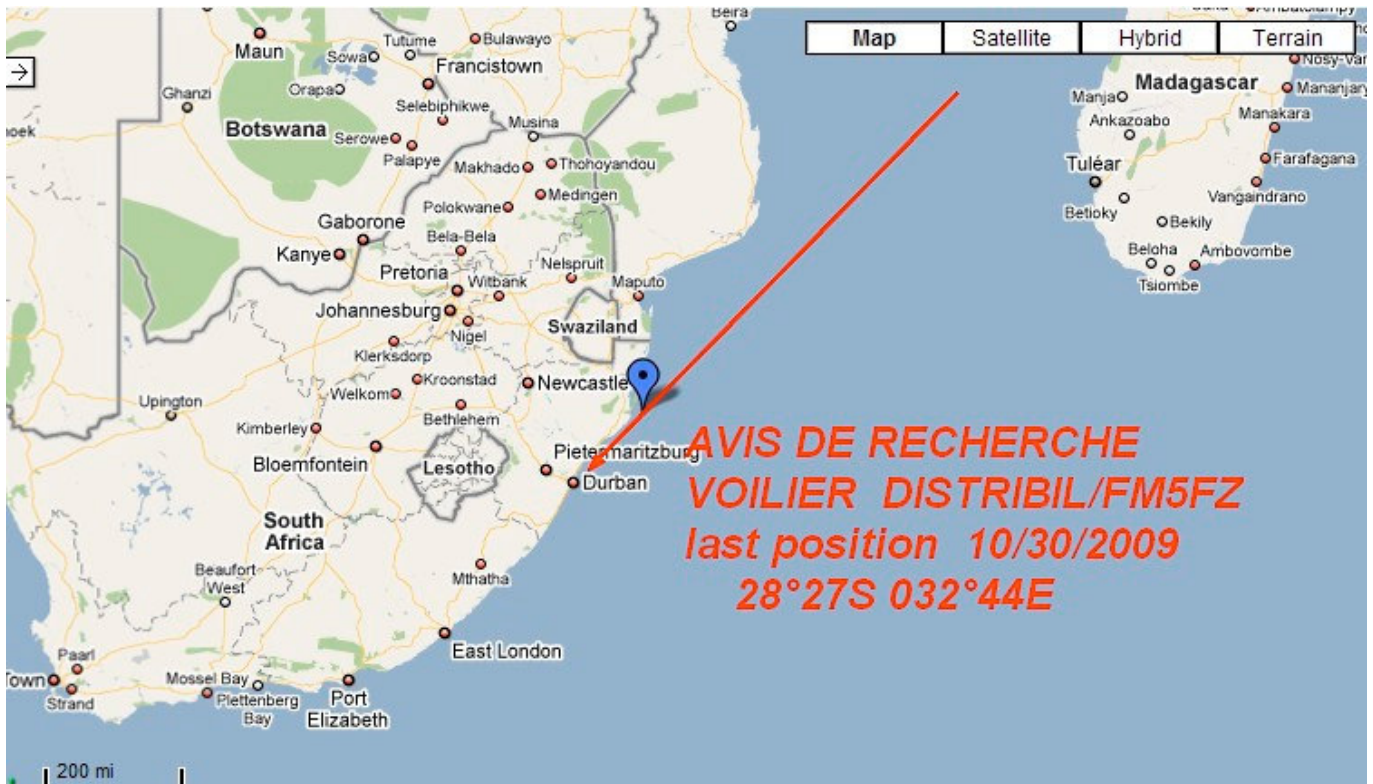 Beira
Map Satellite Hybrid Terrain
Maun
Tutume
Bulawayo
Sowa
Francistown
Madagascar
Orapa
Ghanzi
Manja
Mananjary
Selebiphikwe
Ankazoabo
Manakara
Botswana
Serowe
Musina
Palapye
Makhado
Thohoyandou
Tuléar
Farafagana
Medingen
Vangaindrano
Polokwane
Betioky
Bekily
Gaborone
Bela-Bela
Kanye
Beloha
Ambovombe
Pretoria
Nelspruit
Witbank
Maputo
Tsiombe
Johannesburg
Nigel
Swaziland
Klerksdorp
Kroonstad
Newcastle
Welkom
Upington
Bethlehem
Kimberley
Pietermaritzburg
AVIS DE RECHERCHE
Bloemfontein
Lesotho
Durban
VOILIER DISTRIBIL/FM5FZ
South
Africa
last position 10/30/2009
Beaufort
West
Mthatha
28°27S 032°44E
East London
Paarl
Town
Mossel Bay
Strand
Plettenberg
Bay
Port
Elizabeth
200 mi